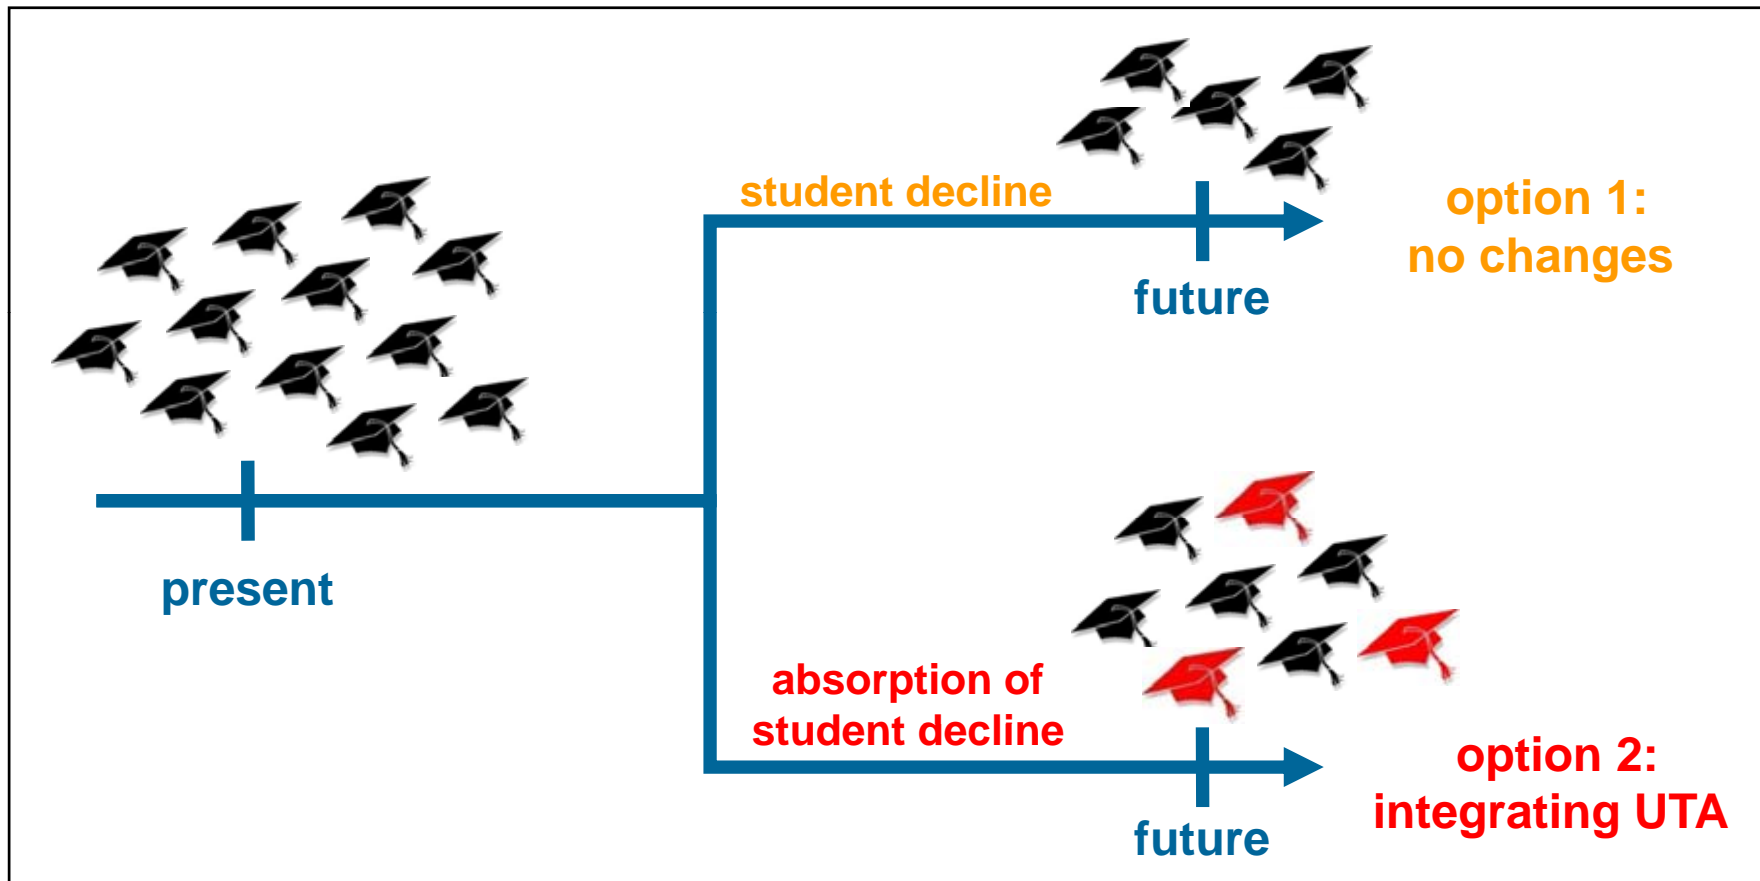 student decline
option 1:
no changes
future
present
absorption of
student decline
option 2:
integrating UTA
future